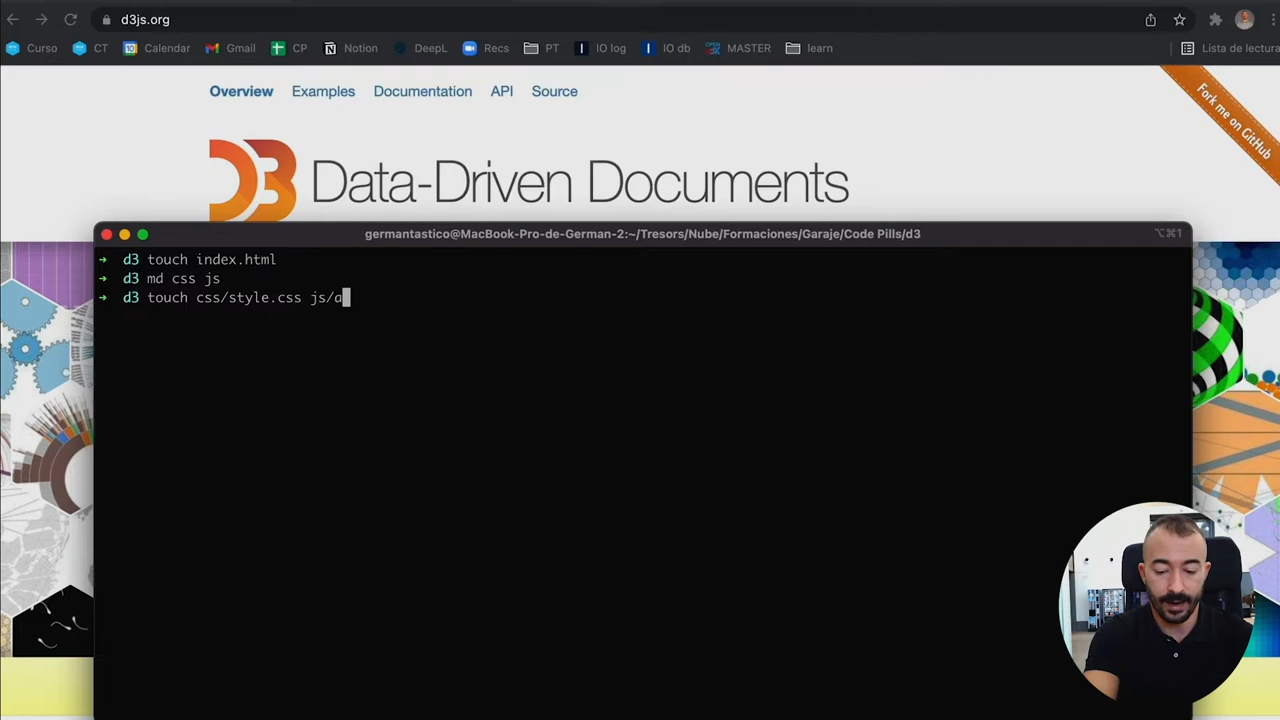 d3js.org
Curso CT Calendar Gmail CP Notion DeepL Recs PT IO log IO db MASTER learn Lista de lectura
Overview Examples Documentation API Source
Fork me on GitHub
D3 Data-Driven Documents
germantastico@MacBook-Pro-de-German-2:~/Tresors/Nube/Formaciones/Garaje/Code Pills/d3 ⌥⌘1
➜ d3 touch index.html
➜ d3 md css js
➜ d3 touch css/style.css js/a